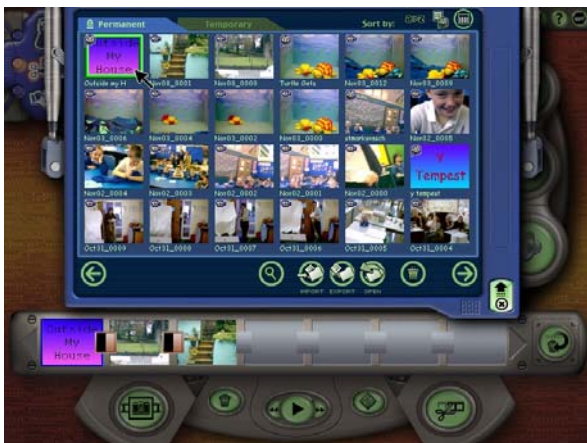 Permanent
Temporary
Sort by:
Outside
My
House
Outside my H
Nov08_0001
Nov08_0000
Turtle Gets
Nov03_0012
Nov03_0009
Nov03_0006
Nov03_0004
Nov03_0002
Nov03_0000
Nov02_0005
Y
Tempest
Nov02_0004
Nov02_0003
Nov02_0002
Nov02_0001
Nov02_0000
y tempest
Oct31_0009
Oct31_0008
Oct31_0007
Oct31_0006
Oct31_0005
Oct31_0004
IMPORT
EXPORT
OPEN
Outside
My
House